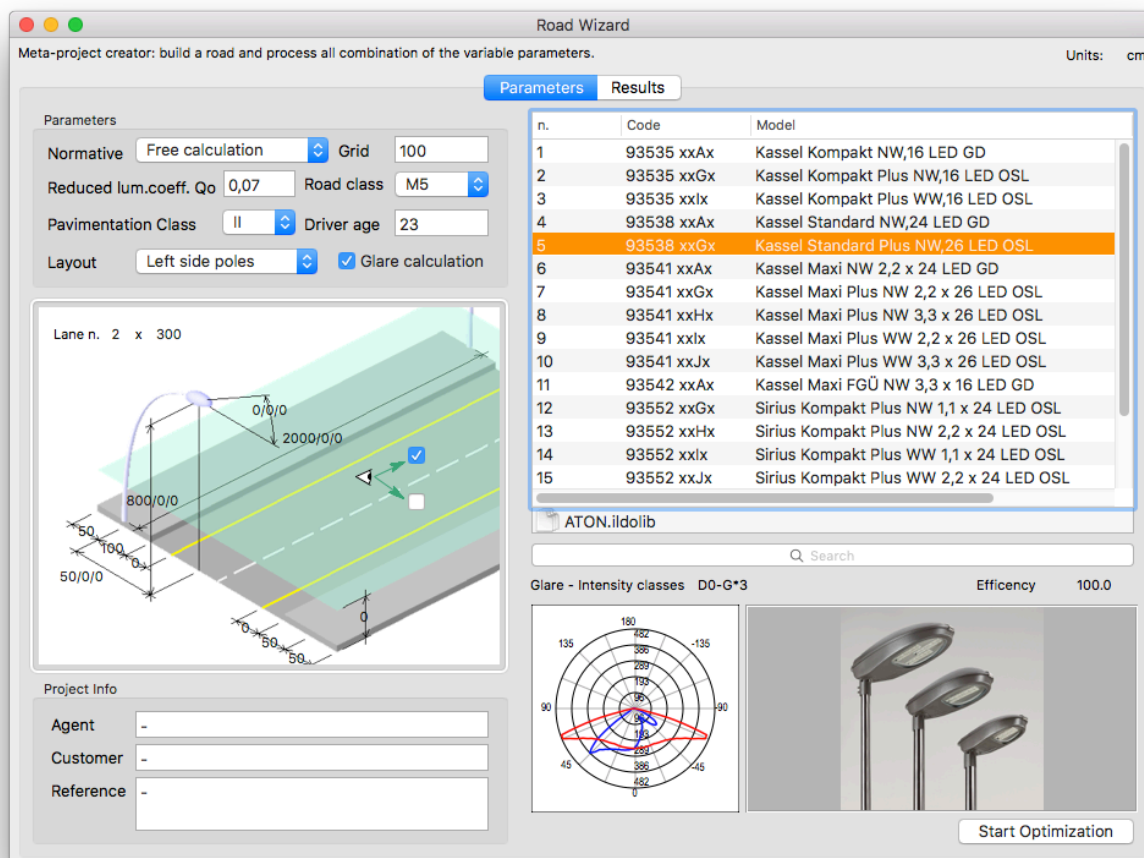 Road Wizard
Meta-project creator: build a road and process all combination of the variable parameters.
Units: cm
Parameters Results
Parameters
Normative Free calculation Grid 100
Reduced lum.coeff. Qo 0,07 Road class M5
Pavimentation Class II Driver age 23
Layout Left side poles Glare calculation
Lane n. 2 x 300
0/0/0
2000/0/0
800/0/0
50
100
0
50/0/0
0
0
50
50
Project Info
Agent -
Customer -
Reference -
n. Code Model
1 93535 xxAx Kassel Kompakt NW,16 LED GD
2 93535 xxGx Kassel Kompakt Plus NW,16 LED OSL
3 93535 xxIx Kassel Kompakt Plus WW,16 LED OSL
4 93538 xxAx Kassel Standard NW,24 LED GD
5 93538 xxGx Kassel Standard Plus NW,26 LED OSL
6 93541 xxAx Kassel Maxi NW 2,2 x 24 LED GD
7 93541 xxGx Kassel Maxi Plus NW 2,2 x 26 LED OSL
8 93541 xxHx Kassel Maxi Plus NW 3,3 x 26 LED OSL
9 93541 xxIx Kassel Maxi Plus WW 2,2 x 26 LED OSL
10 93541 xxJx Kassel Maxi Plus WW 3,3 x 26 LED OSL
11 93542 xxAx Kassel Maxi FGÜ NW 3,3 x 16 LED GD
12 93552 xxGx Sirius Kompakt Plus NW 1,1 x 24 LED OSL
13 93552 xxHx Sirius Kompakt Plus NW 2,2 x 24 LED OSL
14 93552 xxIx Sirius Kompakt Plus WW 1,1 x 24 LED OSL
15 93552 xxJx Sirius Kompakt Plus WW 2,2 x 24 LED OSL
ATON.ildolib
Search
Glare - Intensity classes D0-G*3 Efficency 100.0
180
482
135 -135
386
289
193
96
90 -90
96
193
289
45 -45
386
482
0
Start Optimization